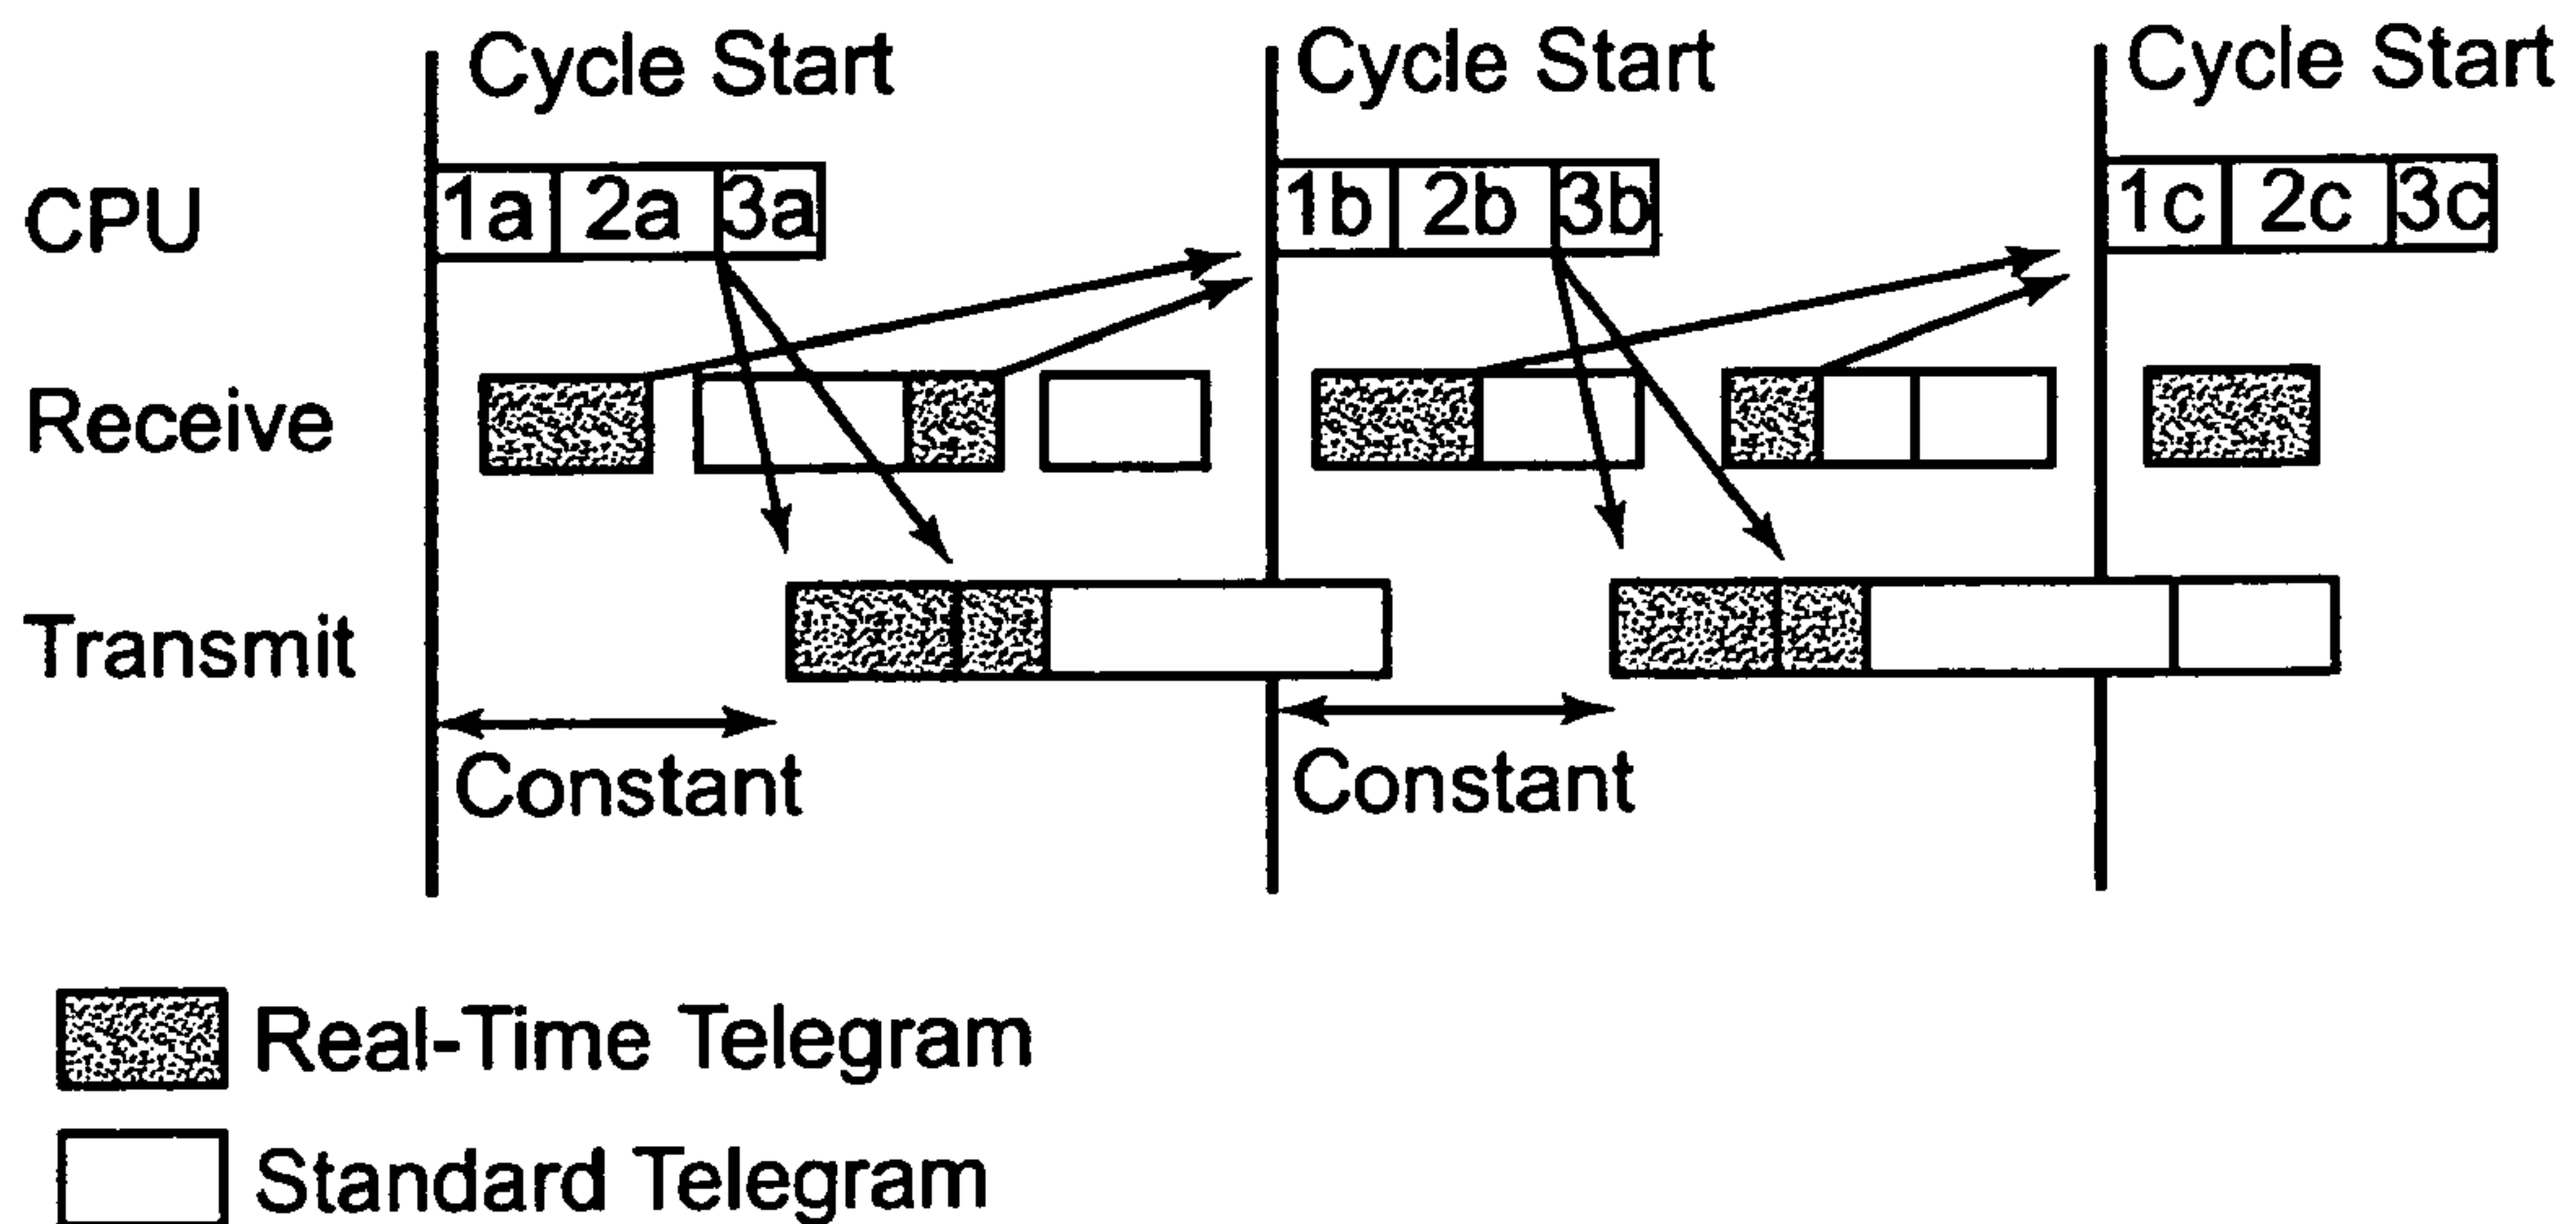 Cycle Start Cycle Start Cycle Start
CPU 1a 2a 3a 1b 2b 3b 1c 2c 3c
Receive
Transmit
Constant Constant
Real-Time Telegram
Standard Telegram